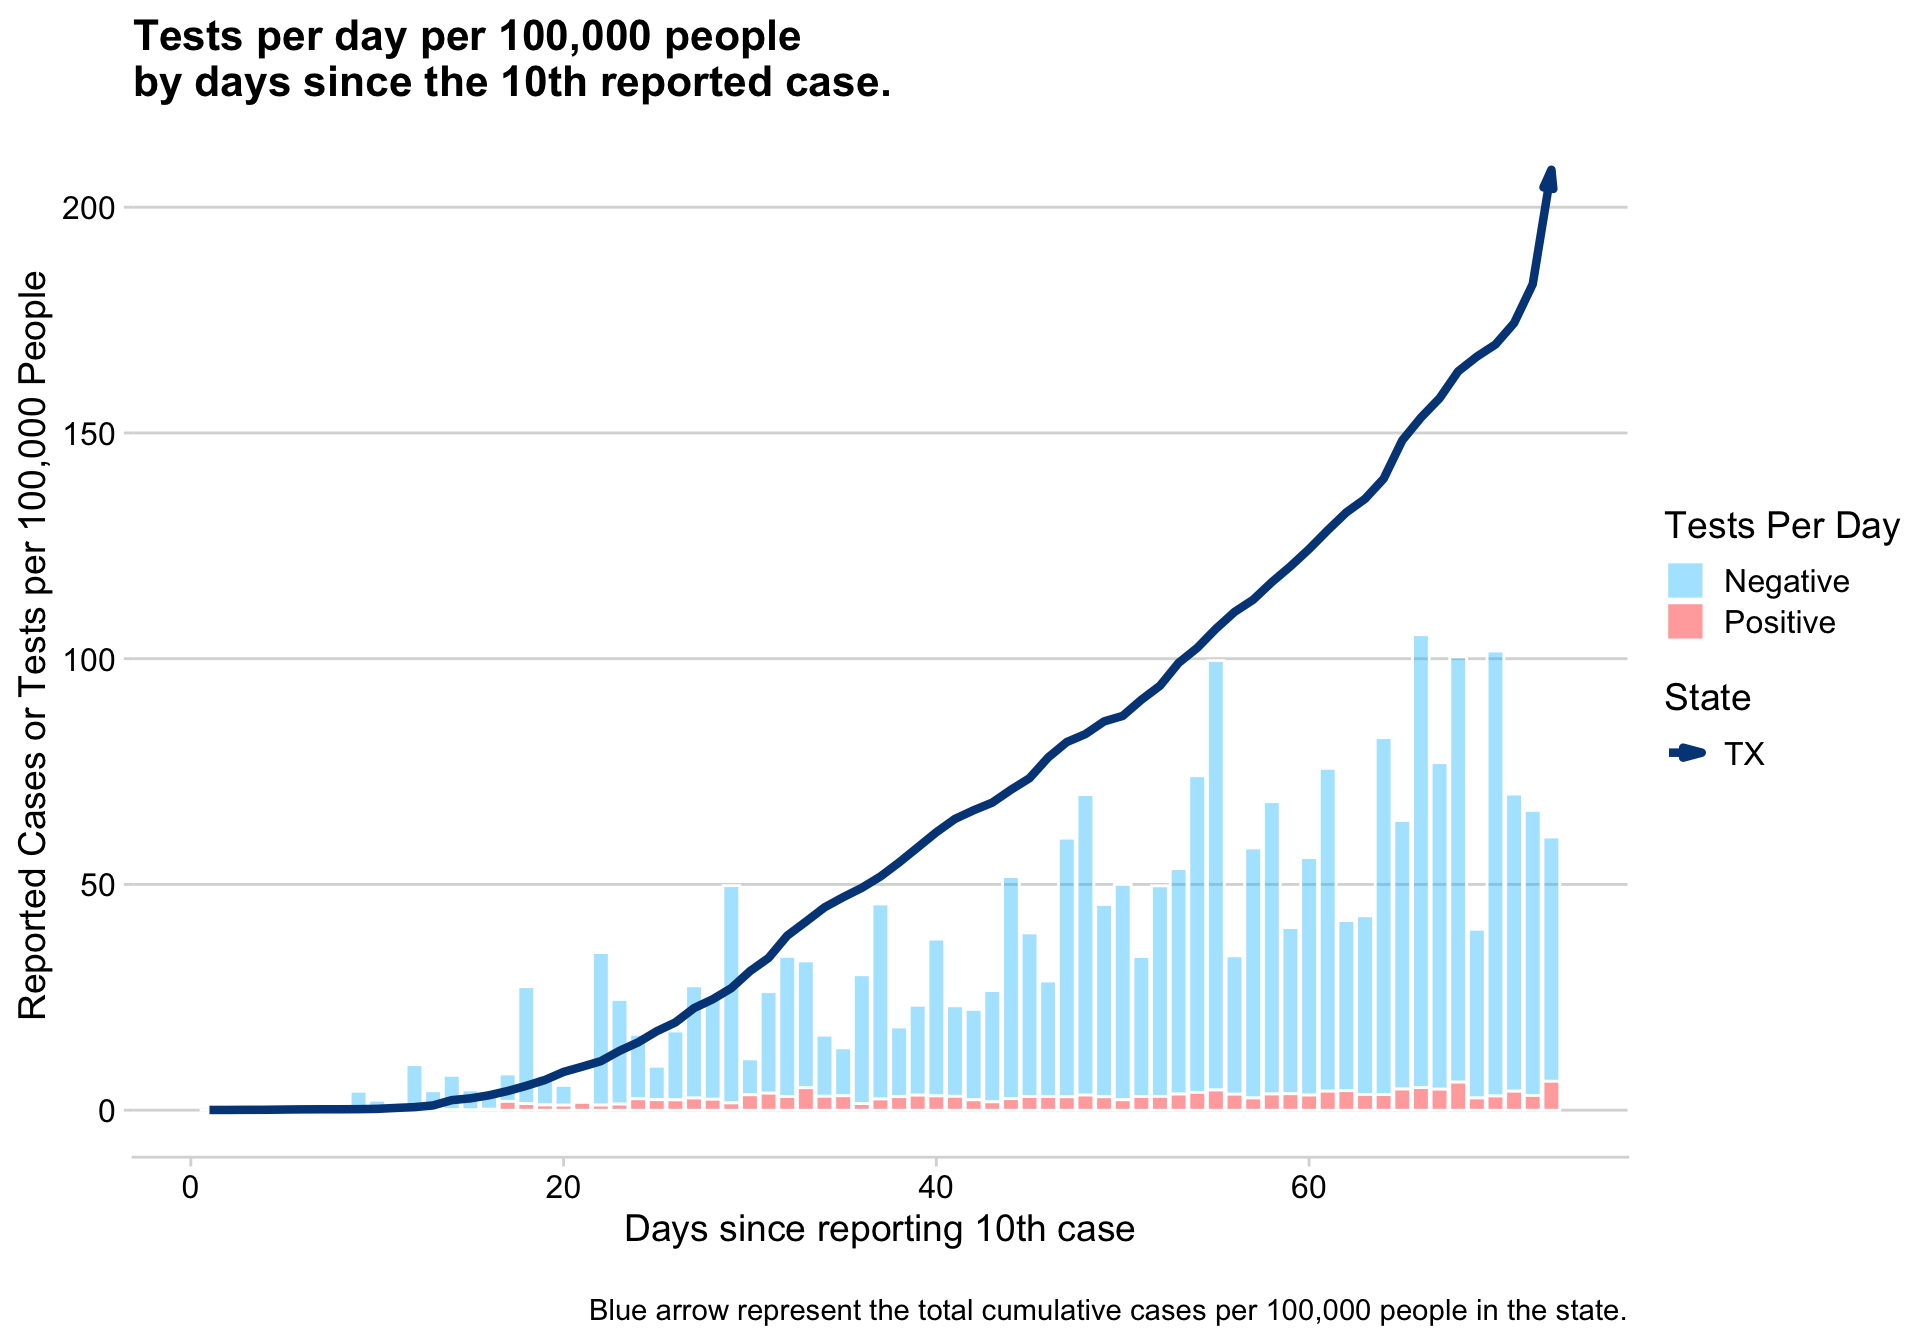 Tests per day per 100,000 people
by days since the 10th reported case.
Reported Cases or Tests per 100,000 People
200
150
100
50
0
0
20
40
60
Days since reporting 10th case
Tests Per Day
Negative
Positive
State
TX
Blue arrow represent the total cumulative cases per 100,000 people in the state.